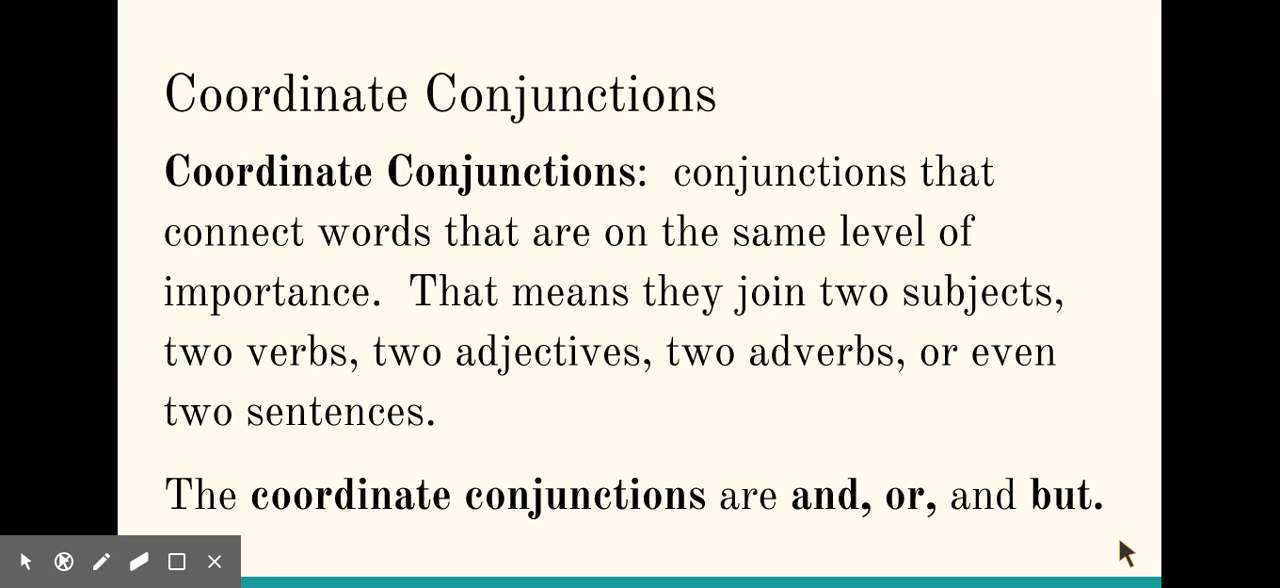 Coordinate Conjunctions
Coordinate Conjunctions:  conjunctions that
connect words that are on the same level of
importance.  That means they join two subjects,
two verbs, two adjectives, two adverbs, or even
two sentences.
The coordinate conjunctions are and, or, and but.